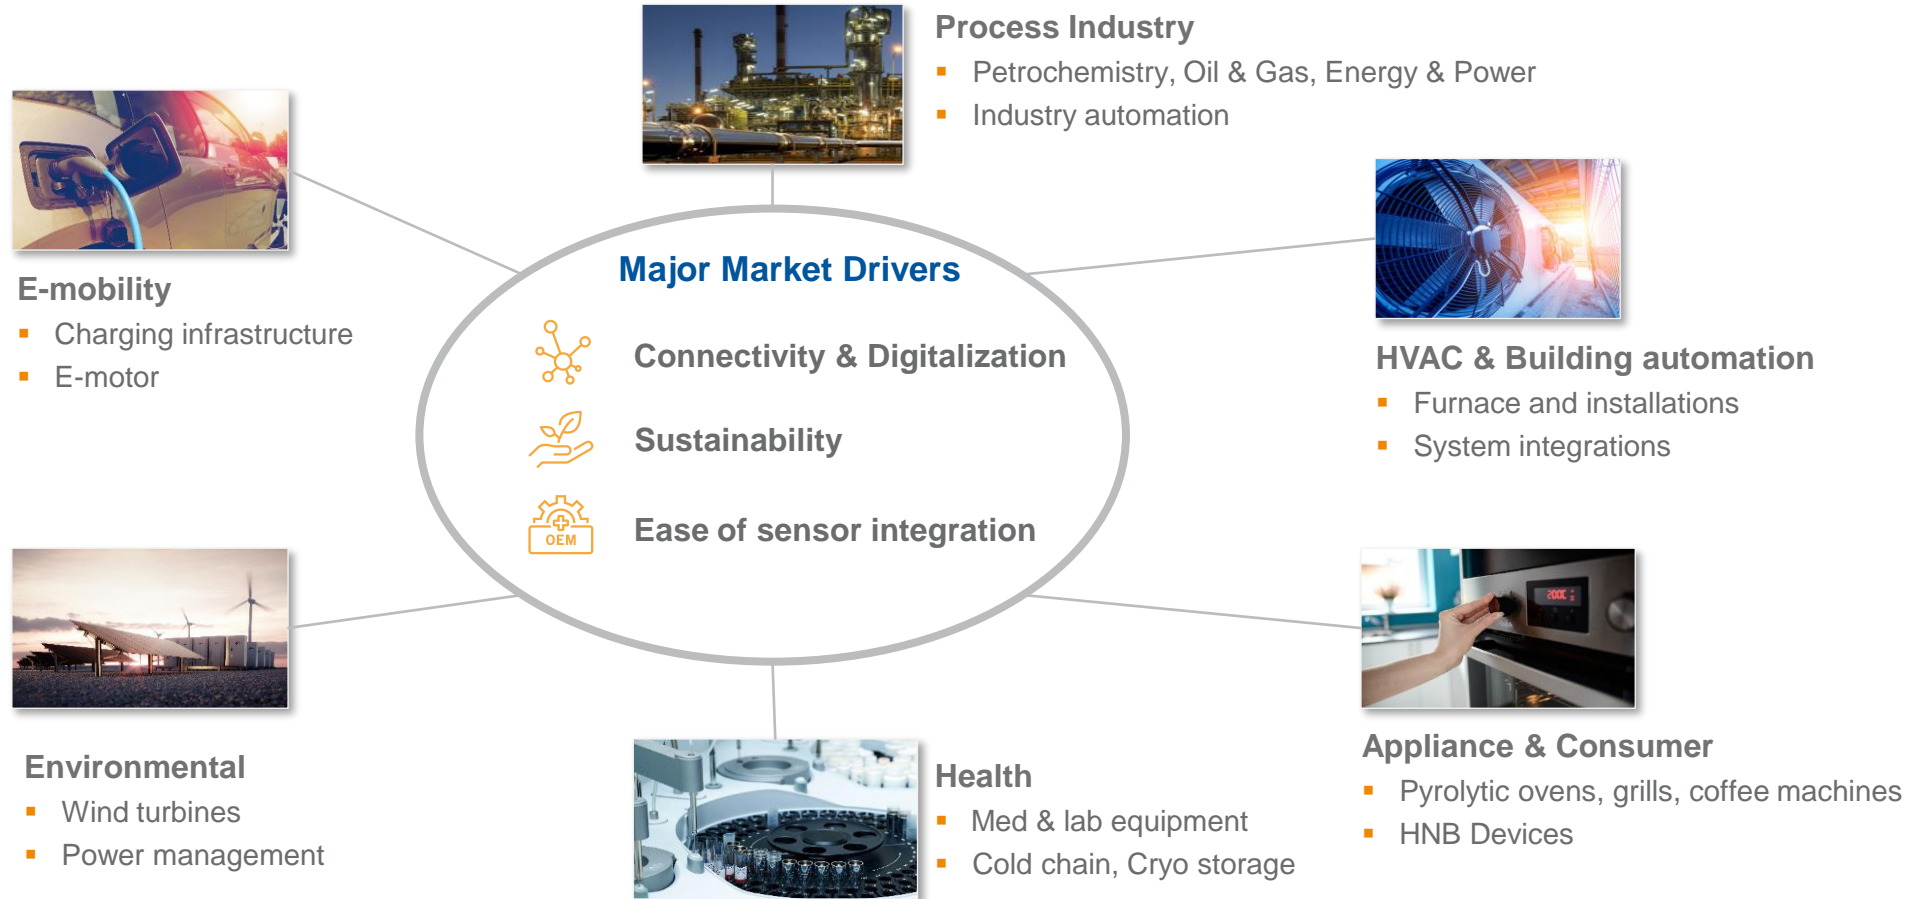 Process Industry
Petrochemistry, Oil & Gas, Energy & Power
Industry automation
E-mobility
Charging infrastructure
E-motor
Major Market Drivers
Connectivity & Digitalization
Sustainability
OEM
Ease of sensor integration
HVAC & Building automation
Furnace and installations
System integrations
Environmental
Wind turbines
Power management
Health
Med & lab equipment
Cold chain, Cryo storage
200C
Appliance & Consumer
Pyrolytic ovens, grills, coffee machines
HNB Devices